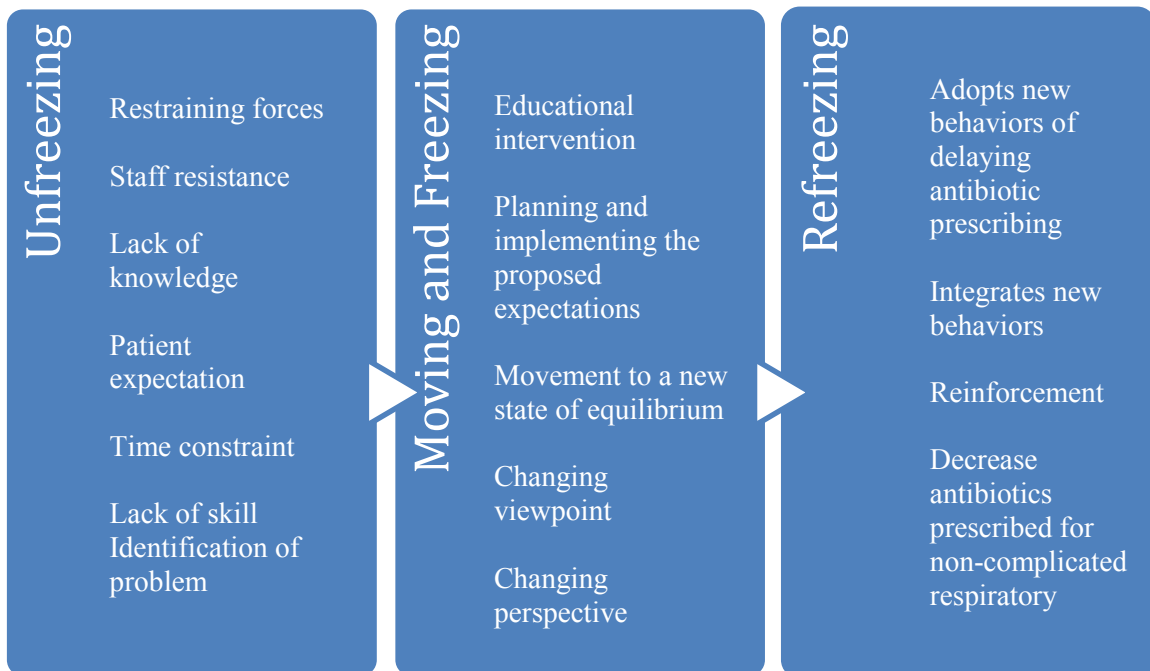 Unfreezing
Restraining forces
Staff resistance
Lack of
knowledge
Patient
expectation
Time constraint
Lack of skill
Identification of
problem
Moving and Freezing
Educational
intervention
Planning and
implementing the
proposed
expectations
Movement to a new
state of equilibrium
Changing
viewpoint
Changing
perspective
Refreezing
Adopts new
behaviors of
delaying
antibiotic
prescribing
Integrates new
behaviors
Reinforcement
Decrease
antibiotics
prescribed for
non-complicated
respiratory